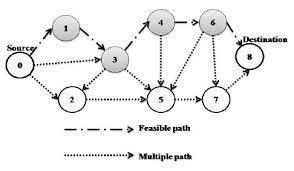 1
4
6
Source
Destination
0
3
8
2
5
7
Feasible path
Multiple path